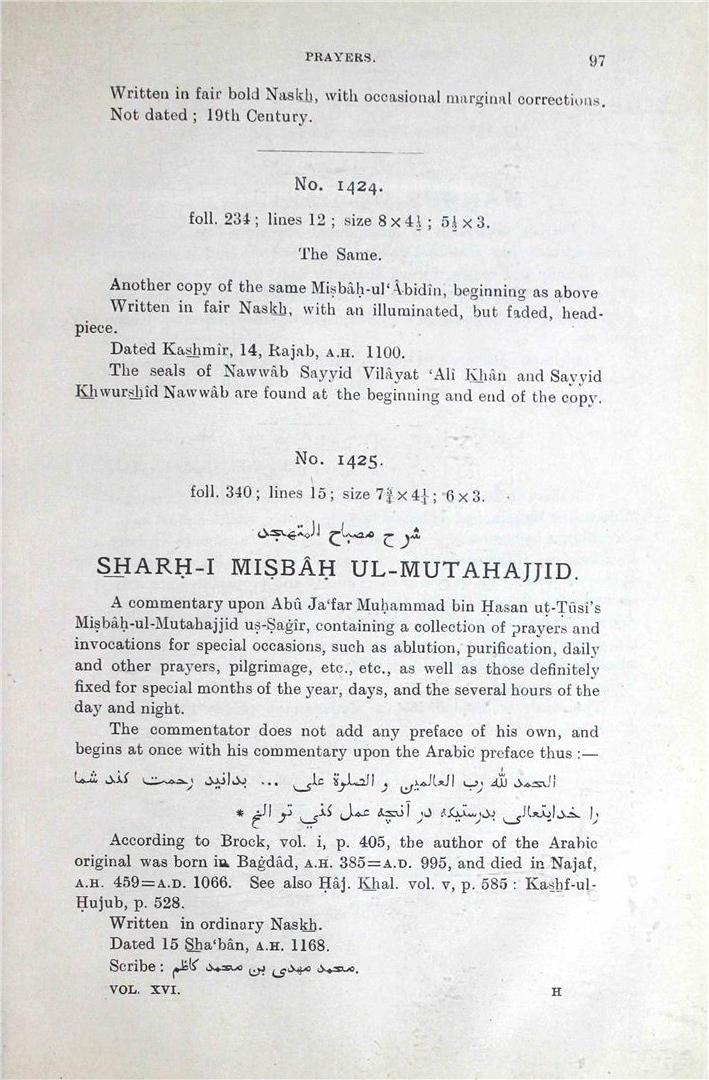 PRAYERS. 97
Written in fair bold Naskh, with occasional marginal corrections.
Not dated ; 19th Century.
No. 1424.
foll. 234 ; lines 12 ; size 8 × 4½ ; 5½ × 3.
The Same.
Another copy of the same Miṣbâḥ-ul‘Âbidîn, beginning as above
Written in fair Naskh, with an illuminated, but faded, head-
piece.
Dated Kashmîr, 14, Rajab, A.H. 1100.
The seals of Nawwâb Sayyid Vilâyat ‘Alî Khân and Sayyid
Khwurshîd Nawwâb are found at the beginning and end of the copy.
No. 1425.
foll. 340 ; lines 15 ; size 7¾ × 4¼ ; 6 × 3.
شرح مصباح المتهجد
SHARḤ-I MIṢBÂḤ UL-MUTAHAJJID.
A commentary upon Abû Ja‘far Muḥammad bin Ḥasan uṭ-Ṭûsi’s
Miṣbâḥ-ul-Mutahajjid uṣ-Ṣaġîr, containing a collection of prayers and
invocations for special occasions, such as ablution, purification, daily
and other prayers, pilgrimage, etc., etc., as well as those definitely
fixed for special months of the year, days, and the several hours of the
day and night.
The commentator does not add any preface of his own, and
begins at once with his commentary upon the Arabic preface thus :—
الحمد لله رب العالمين و الصلوة على ... بدانيد رحمت كند شما
را خدايتعالى بدرستيكه در آنچه عمل كنى تو الخ *
According to Brock, vol. i, p. 405, the author of the Arabic
original was born in Baġdâd, A.H. 385=A.D. 995, and died in Najaf,
A.H. 459=A.D. 1066. See also Ḥâj. Khal. vol. v, p. 585 : Kashf-ul-
Ḥujub, p. 528.
Written in ordinary Naskh.
Dated 15 Sha‘bân, A.H. 1168.
Scribe : محمد مهدى بن محمد كاظم.
VOL. XVI. H